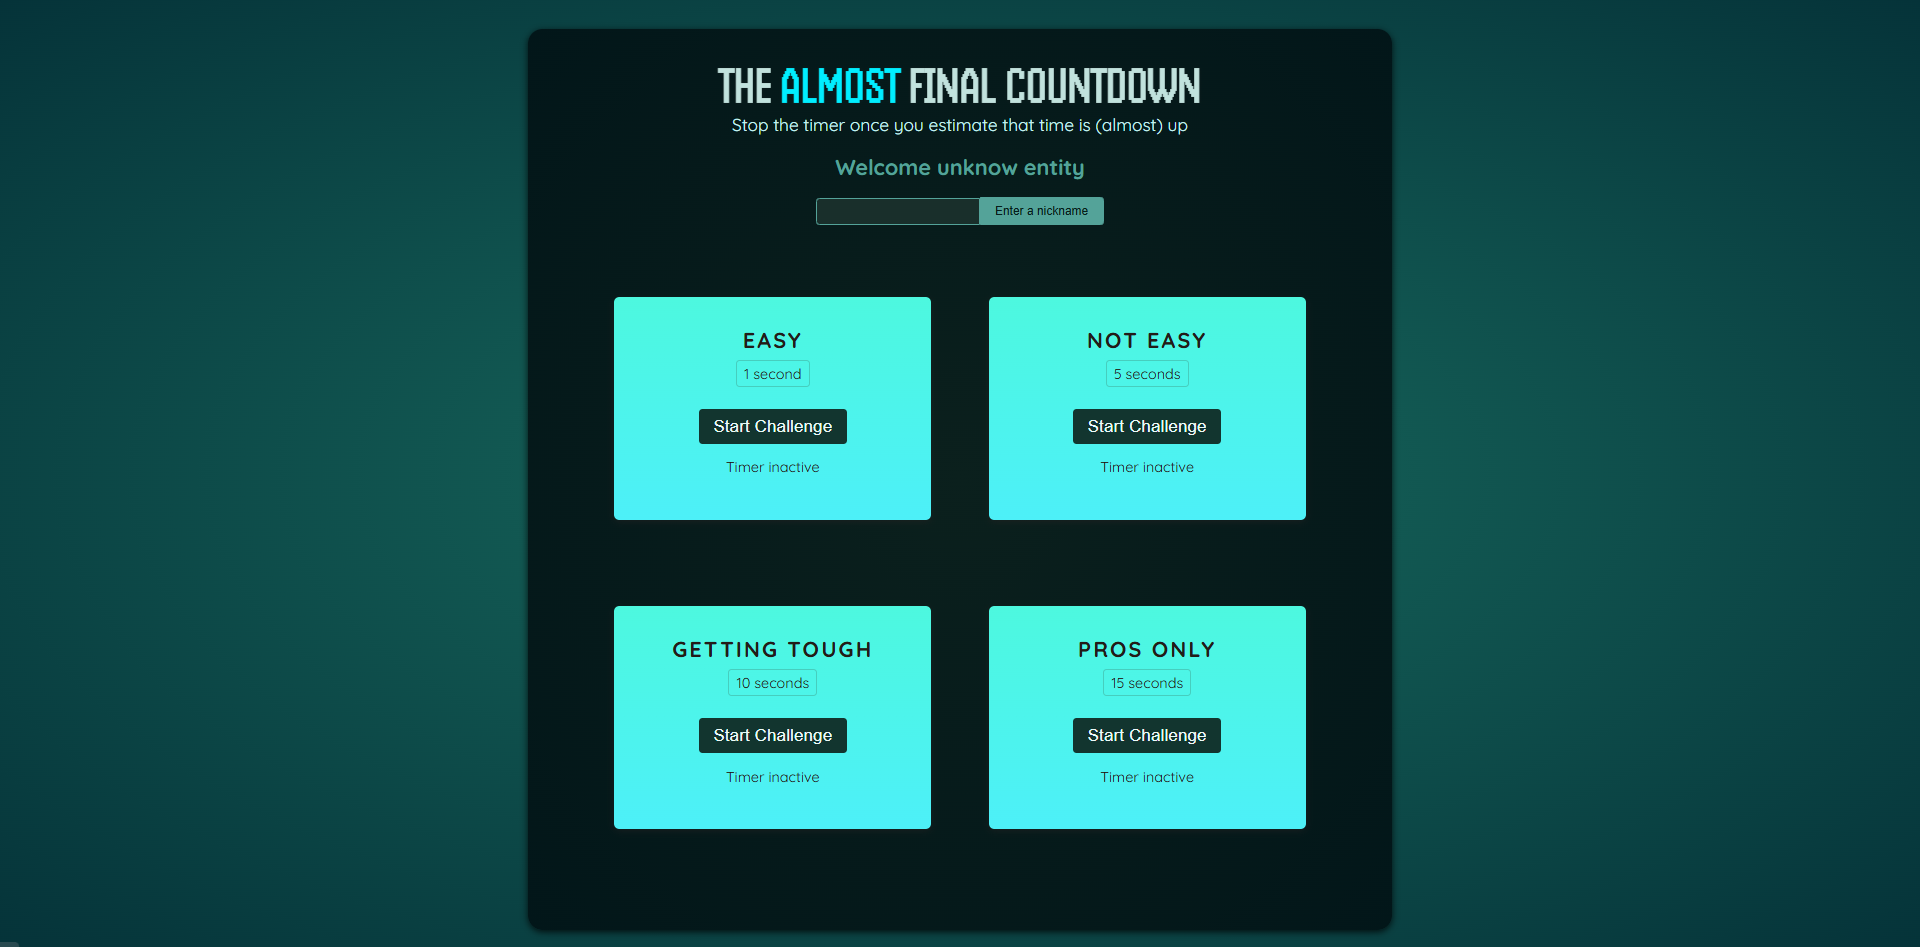 THE ALMOST FINAL COUNTDOWN
Stop the timer once you estimate that time is (almost) up
Welcome unknow entity
Enter a nickname
EASY
1 second
Start Challenge
Timer inactive
NOT EASY
5 seconds
Start Challenge
Timer inactive
GETTING TOUGH
10 seconds
Start Challenge
Timer inactive
PROS ONLY
15 seconds
Start Challenge
Timer inactive